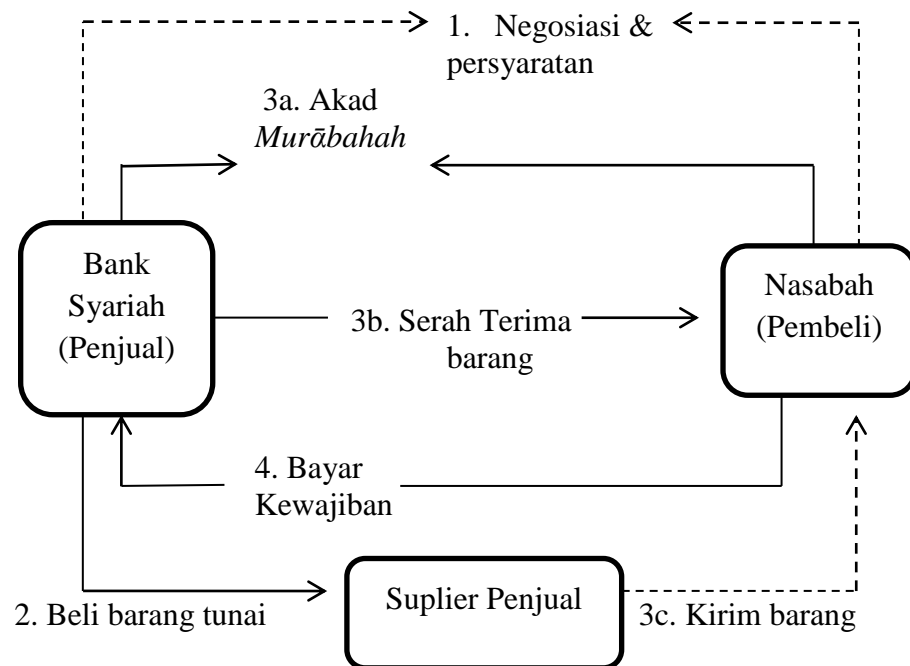 1. Negosiasi &
persyaratan
3a. Akad
Murābahah
Bank
Syariah
(Penjual)
Nasabah
(Pembeli)
3b. Serah Terima
barang
4. Bayar
Kewajiban
2. Beli barang tunai
Suplier Penjual
3c. Kirim barang